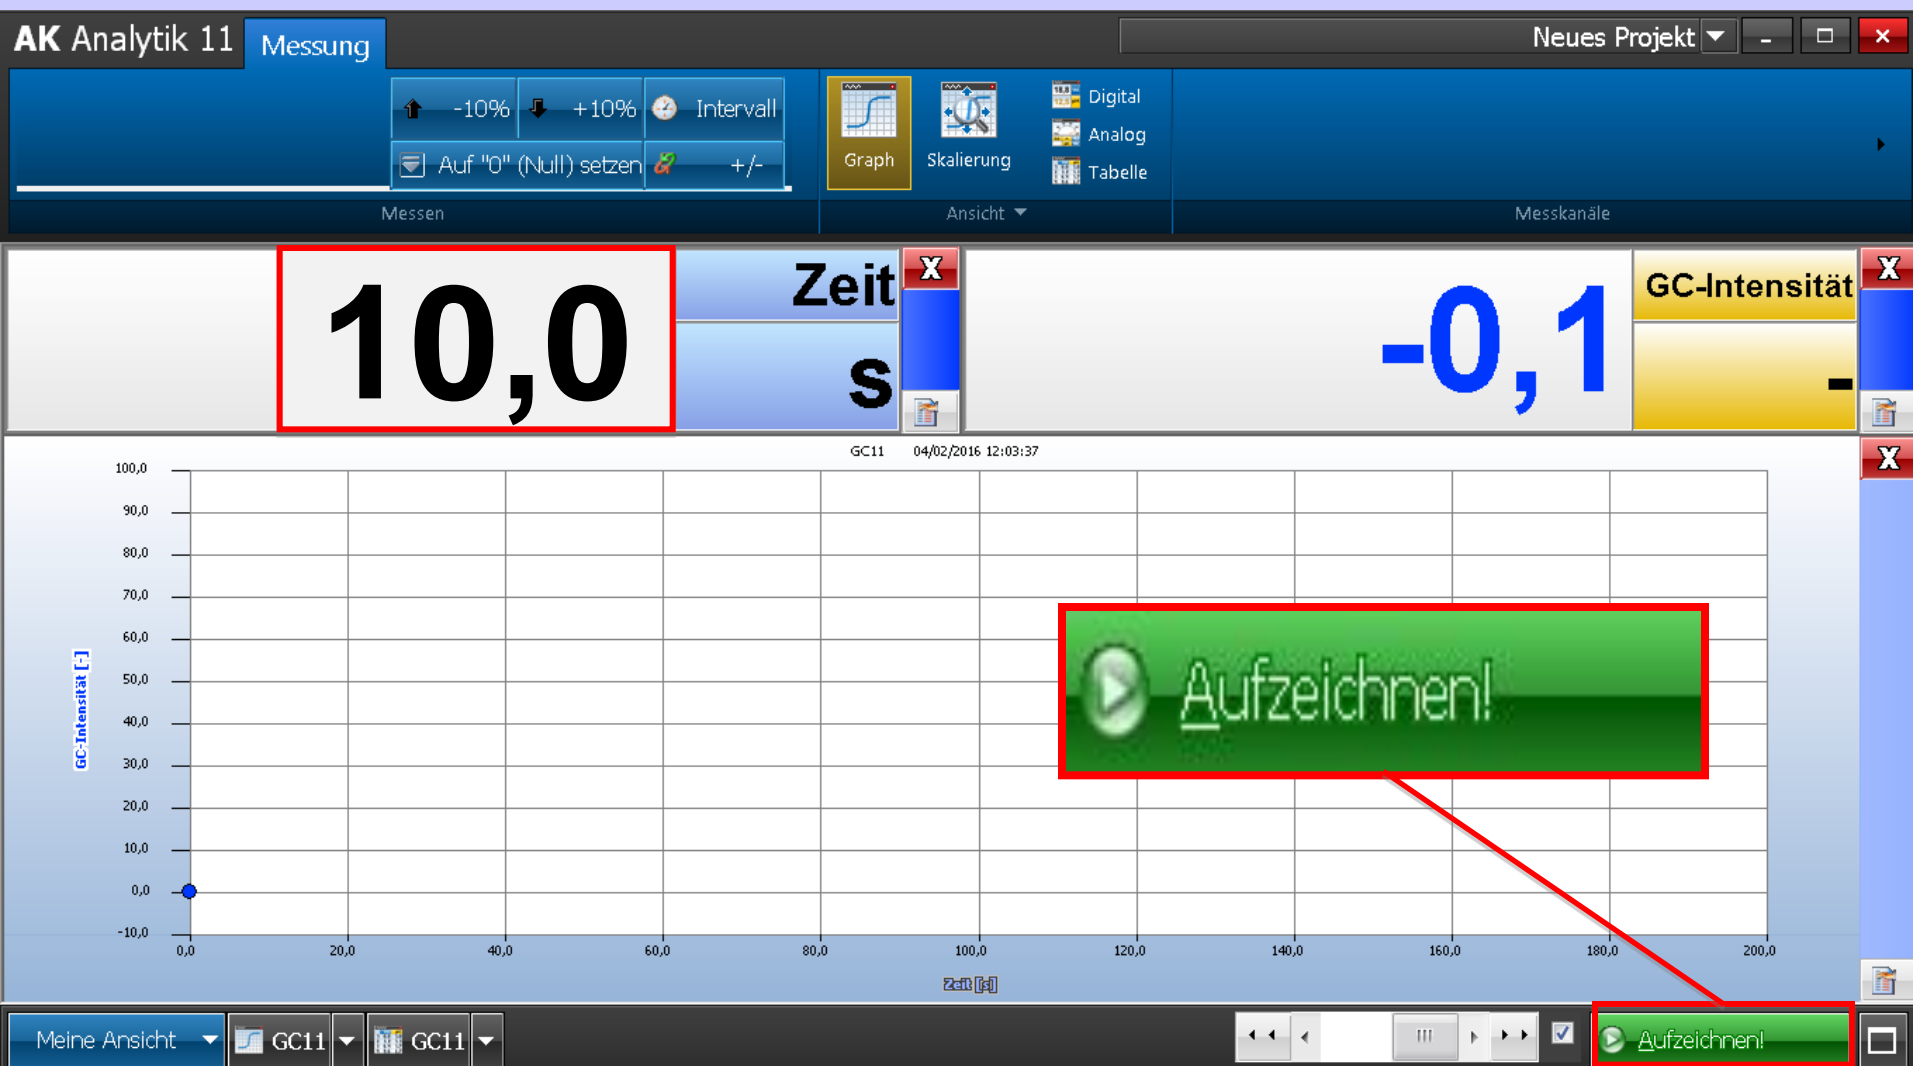 AK Analytik 11 Messung Neues Projekt
-10% +10% Intervall
Auf "0" (Null) setzen +/-
Graph Skalierung
Digital
Analog
Tabelle
Messen Ansicht Messkanäle
10,0 Zeit s
-0,1 GC-Intensität -
GC11 04/02/2016 12:03:37
100,0
90,0
80,0
70,0
60,0
50,0
40,0
30,0
20,0
10,0
0,0
-10,0
GC-Intensität [-]
Aufzeichnen!
0,0 20,0 40,0 60,0 80,0 100,0 120,0 140,0 160,0 180,0 200,0
Zeit [s]
Meine Ansicht GC11 GC11 Aufzeichnen!